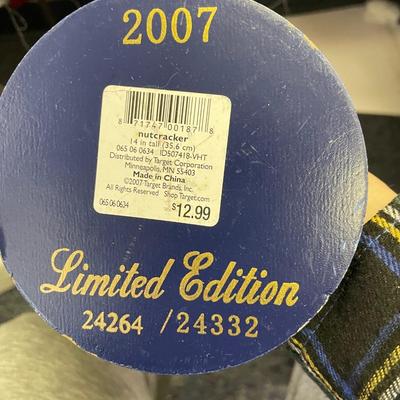 2007
8 71747 00187 8
nutcracker
14 in tall (35.6 cm)
065 06 0634 ID507418-VHT
Distributed by Target Corporation
Minneapolis, MN 55403
Made in China
©2007 Target Brands, Inc.
All Rights Reserved Shop Target.com
065 06 0634
$12.99
Limited Edition
24264 /24332